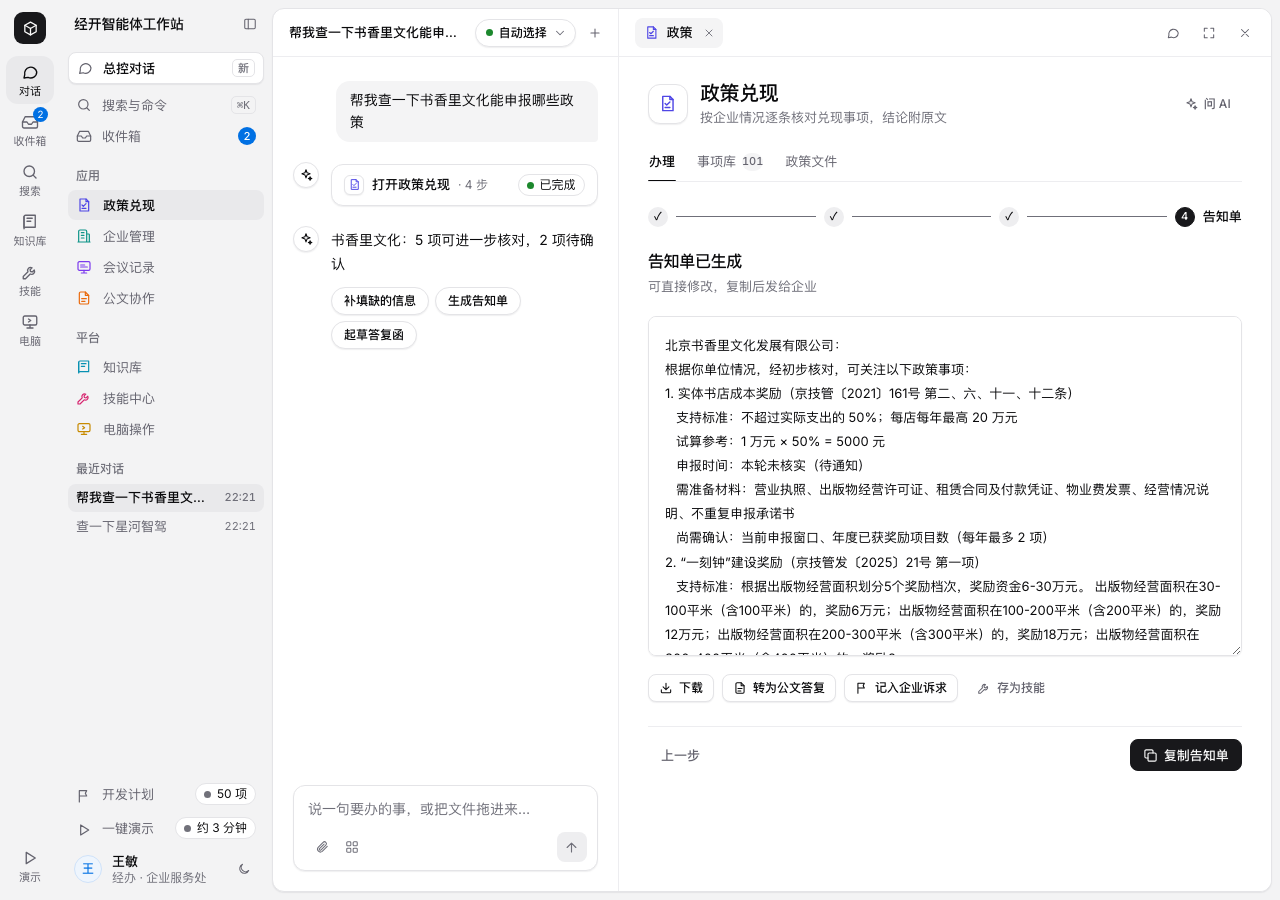 经开智能体工作站
对话
2
收件箱
搜索
知识库
技能
电脑
演示
总控对话 新
搜索与命令 ⌘K
收件箱 2
应用
政策兑现
企业管理
会议记录
公文协作
平台
知识库
技能中心
电脑操作
最近对话
帮我查一下书香里文... 22:21
查一下星河智驾 22:21
开发计划 50 项
一键演示 约 3 分钟
王 王敏
经办 · 企业服务处
帮我查一下书香里文化能申... 自动选择
帮我查一下书香里文化能申报哪些政
策
打开政策兑现 · 4 步 已完成
书香里文化：5 项可进一步核对，2 项待确
认
补填缺的信息 生成告知单
起草答复函
说一句要办的事，或把文件拖进来...
政策
政策兑现
按企业情况逐条核对兑现事项，结论附原文
问 AI
办理 事项库 101 政策文件
✓ ✓ ✓ 4 告知单
告知单已生成
可直接修改，复制后发给企业
北京书香里文化发展有限公司：
根据你单位情况，经初步核对，可关注以下政策事项：
1. 实体书店成本奖励（京技管〔2021〕161号 第二、六、十一、十二条）
支持标准：不超过实际支出的 50%；每店每年最高 20 万元
试算参考：1 万元 × 50% = 5000 元
申报时间：本轮未核实（待通知）
需准备材料：营业执照、出版物经营许可证、租赁合同及付款凭证、物业费发票、经营情况说
明、不重复申报承诺书
尚需确认：当前申报窗口、年度已获奖励项目数（每年最多 2 项）
2. “一刻钟”建设奖励（京技管发〔2025〕21号 第一项）
支持标准：根据出版物经营面积划分5个奖励档次，奖励资金6-30万元。 出版物经营面积在30-
100平米（含100平米）的，奖励6万元；出版物经营面积在100-200平米（含200平米）的，奖励
12万元；出版物经营面积在200-300平米（含300平米）的，奖励18万元；出版物经营面积在
下载 转为公文答复 记入企业诉求 存为技能
上一步 复制告知单